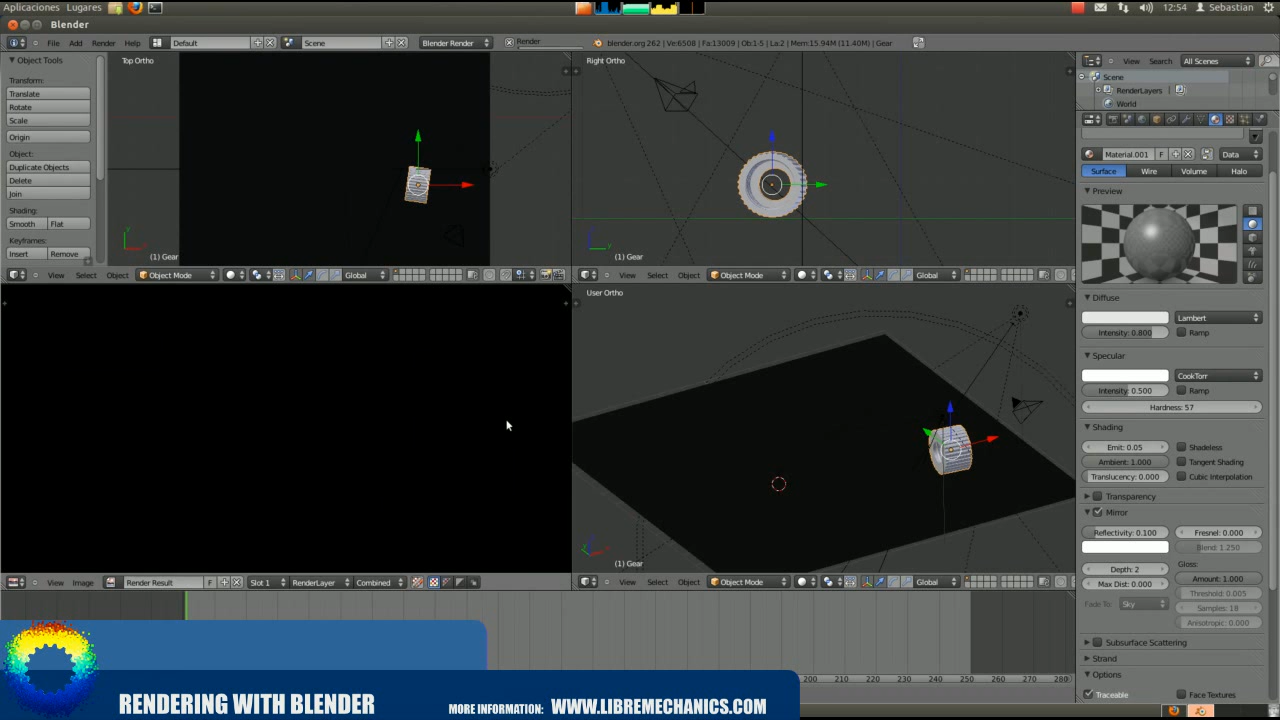 Aplicaciones Lugares 12:54 Sebastian
Blender
File Add Render Help Default Scene Blender Render Render blender.org 262 | Ve:6508 | Fa:13009 | Ob:1-5 | La:2 | Mem:15.94M (11.40M) | Gear View Search All Scenes
Object Tools
Transform:
Translate
Rotate
Scale
Origin
Object:
Duplicate Objects
Delete
Join
Shading:
Smooth Flat
Keyframes:
Insert Remove
Top Ortho
(1) Gear
View Select Object Object Mode Global
Right Ortho
(1) Gear
View Select Object Object Mode Global
User Ortho
(1) Gear
View Image Render Result F Slot 1 RenderLayer Combined
View Select Object Object Mode Global
Scene
RenderLayers
World
Material.001 F Data
Surface Wire Volume Halo
Preview
Diffuse
Lambert
Intensity: 0.800 Ramp
Specular
CookTorr
Intensity: 0.500 Ramp
Hardness: 57
Shading
Emit: 0.05 Shadeless
Ambient: 1.000 Tangent Shading
Translucency: 0.000 Cubic Interpolation
Transparency
Mirror
Reflectivity: 0.100 Fresnel: 0.000
Blend: 1.250
Depth: 2 Gloss:
Max Dist: 0.000 Amount: 1.000
Fade To: Sky Threshold: 0.005
Samples: 18
Anisotropic: 0.000
Subsurface Scattering
Strand
Options
Traceable Face Textures
200 210 220 230 240 250 260 270 280
RENDERING WITH BLENDER MORE INFORMATION: WWW.LIBREMECHANICS.COM